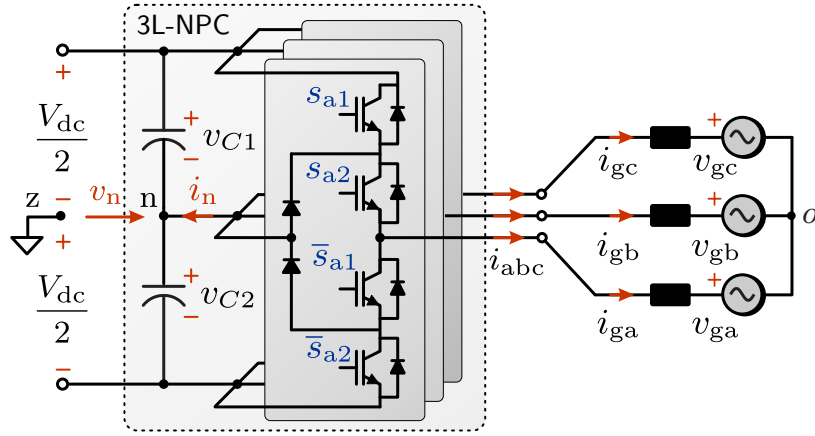 3L-NPC
+
s_a1
V_dc/2
+
v_C1
−
+
i_gc
v_gc
s_a2
z
−
v_n
n
i_n
+
o
+
s̅_a1
i_abc
i_gb
v_gb
V_dc/2
+
v_C2
−
+
s̅_a2
i_ga
v_ga
−